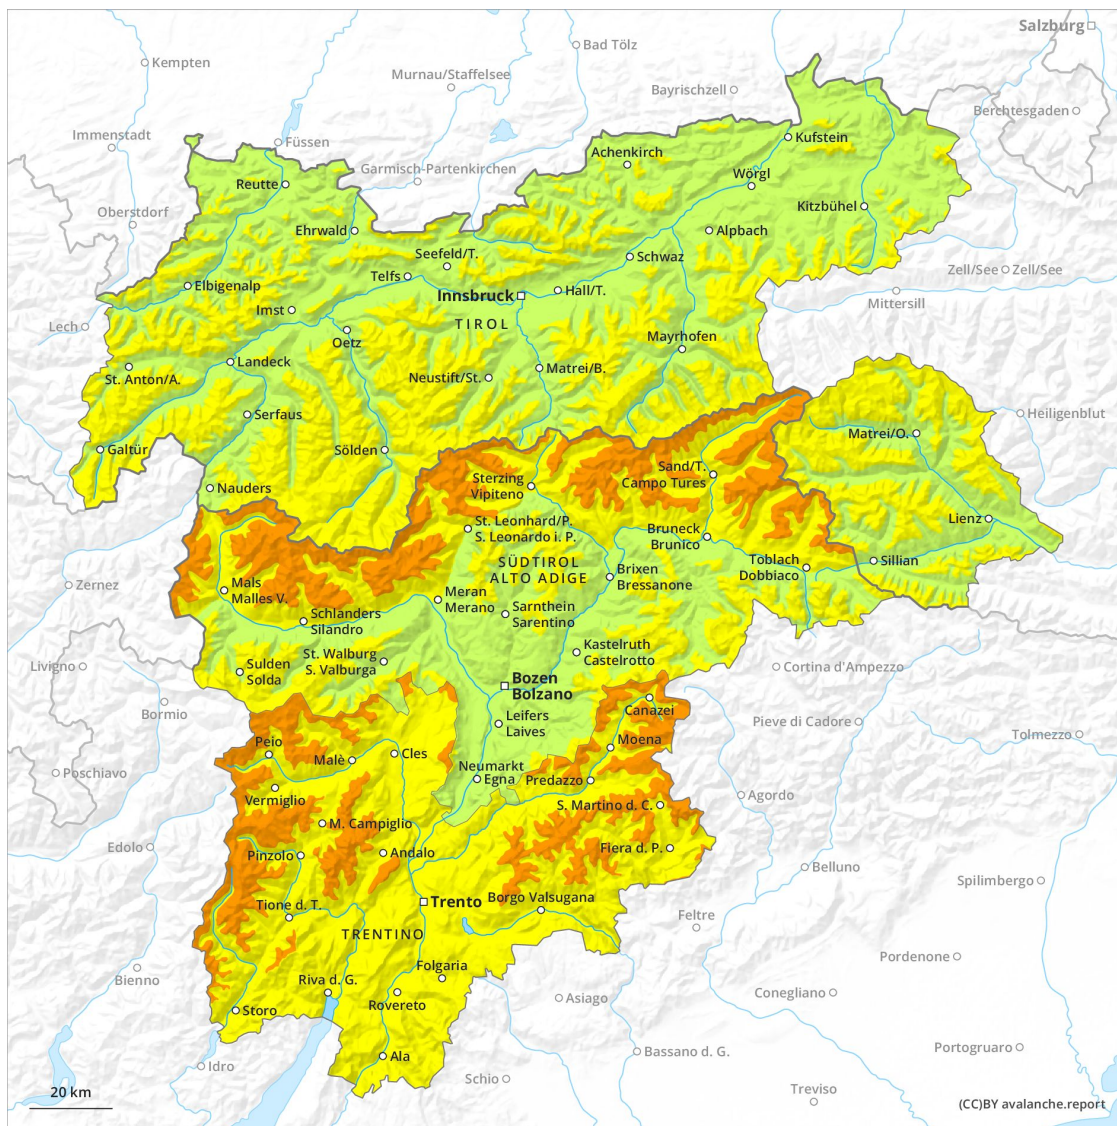 Salzburg
Bad Tölz
Kempten
Murnau/Staffelsee
Bayrischzell
Berchtesgaden
Immenstadt
Füssen
Kufstein
Achenkirch
Garmisch-Partenkirchen
Wörgl
Reutte
Kitzbühel
Oberstdorf
Ehrwald
Alpbach
Seefeld/T.
Schwaz
Zell/See
Zell/See
Telfs
Elbigenalp
Hall/T.
Innsbruck
Mittersill
Imst
TIROL
Lech
Oetz
Mayrhofen
Landeck
Matrei/B.
St. Anton/A.
Neustift/St.
Serfaus
Heiligenblut
Matrei/O.
Galtür
Sölden
Sand/T.
Campo Tures
Sterzing
Vipiteno
Nauders
Lienz
St. Leonhard/P.
S. Leonardo i. P.
Bruneck
Brunico
SÜDTIROL
ALTO ADIGE
Toblach
Dobbiaco
Sillian
Brixen
Bressanone
Zernez
Mals
Malles V.
Meran
Merano
Schlanders
Silandro
Sarnthein
Sarentino
Kastelruth
Castelrotto
St. Walburg
S. Valburga
Livigno
Sulden
Solda
Cortina d'Ampezzo
Bozen
Bolzano
Bormio
Canazei
Leifers
Laives
Pieve di Cadore
Tolmezzo
Peio
Moena
Cles
Malè
Poschiavo
Neumarkt
Egna
Predazzo
Vermiglio
Agordo
S. Martino d. C.
M. Campiglio
Edolo
Pinzolo
Andalo
Fiera d. P.
Belluno
Spilimbergo
Tione d. T.
Trento
Borgo Valsugana
Feltre
TRENTINO
Pordenone
Folgaria
Bienno
Riva d. G.
Rovereto
Asiago
Conegliano
Storo
Portogruaro
Ala
Bassano d. G.
Idro
Schio
Treviso
20 km
(CC)BY avalanche.report